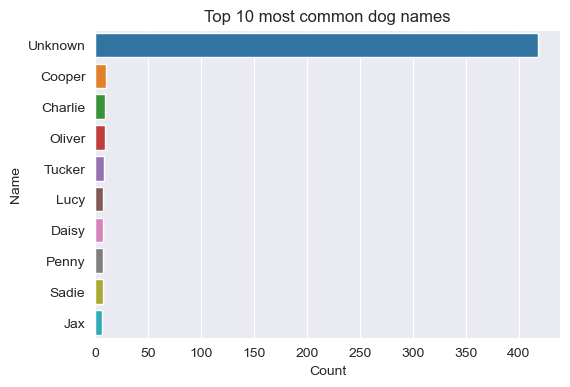 Top 10 most common dog names
Unknown
Cooper
Charlie
Oliver
Tucker
Lucy
Daisy
Penny
Sadie
Jax
Name
0 50 100 150 200 250 300 350 400
Count